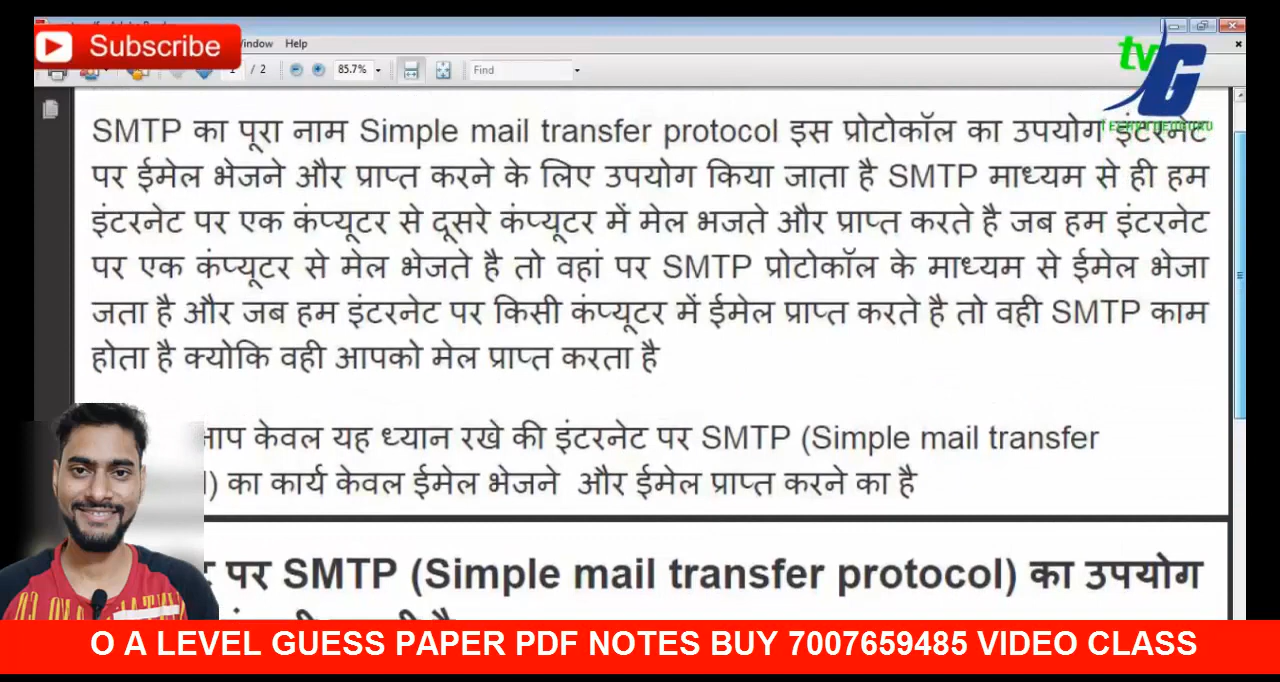 Subscribe
Window Help
1 / 2 85.7% Find
tv G
SMTP का पूरा नाम Simple mail transfer protocol इस प्रोटोकॉल का उपयोग इंटरनेट
पर ईमेल भेजने और प्राप्त करने के लिए उपयोग किया जाता है SMTP माध्यम से ही हम
इंटरनेट पर एक कंप्यूटर से दूसरे कंप्यूटर में मेल भजते और प्राप्त करते है जब हम इंटरनेट
पर एक कंप्यूटर से मेल भेजते है तो वहां पर SMTP प्रोटोकॉल के माध्यम से ईमेल भेजा
जता है और जब हम इंटरनेट पर किसी कंप्यूटर में ईमेल प्राप्त करते है तो वही SMTP काम
होता है क्योकि वही आपको मेल प्राप्त करता है
आप केवल यह ध्यान रखे की इंटरनेट पर SMTP (Simple mail transfer
) का कार्य केवल ईमेल भेजने और ईमेल प्राप्त करने का है
पर SMTP (Simple mail transfer protocol) का उपयोग
O A LEVEL GUESS PAPER PDF NOTES BUY 7007659485 VIDEO CLASS